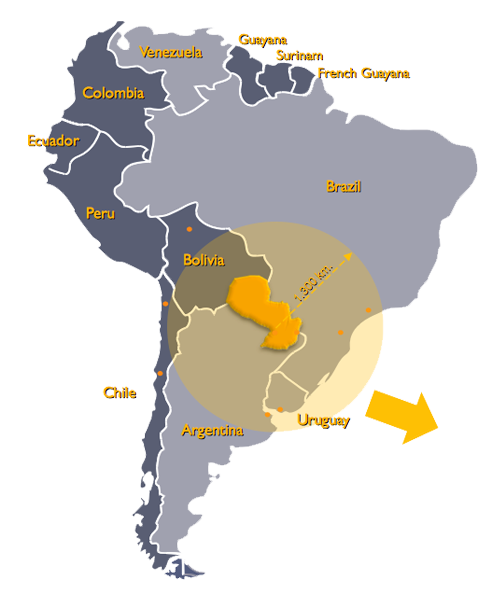 Guayana
Venezuela
Surinam
French Guayana
Colombia
Ecuador
Brazil
Peru
Bolivia
1.300 km.
Chile
Uruguay
Argentina